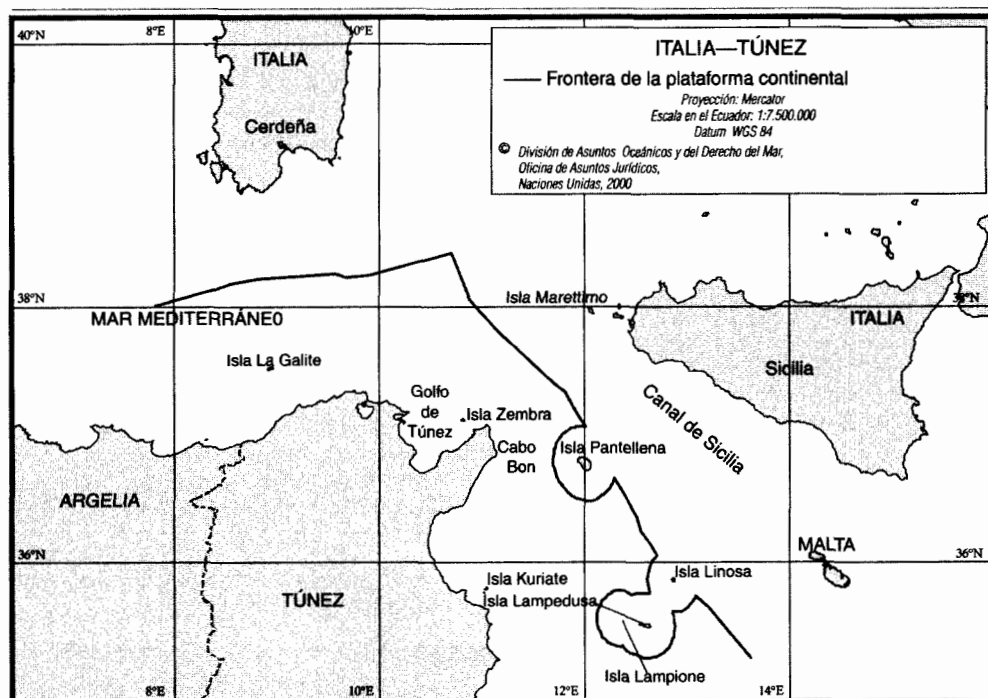 40°N
8°E
10°E
ITALIA
Cerdeña
ITALIA—TÚNEZ
Frontera de la plataforma continental
Proyección: Mercator
Escala en el Ecuador: 1:7.500.000
Datum WGS 84
© División de Asuntos Oceánicos y del Derecho del Mar,
Oficina de Asuntos Jurídicos,
Naciones Unidas, 2000
38°N
38°N
MAR MEDITERRÁNEO
Isla Marettimo
ITALIA
Isla La Galite
Sicilia
Golfo
de
Túnez
Isla Zembra
Canal de Sicilia
Cabo
Bon
Isla Pantellena
ARGELIA
36°N
36°N
MALTA
Isla Linosa
Isla Kuriate
Isla Lampedusa
TÚNEZ
Isla Lampione
8°E
10°E
12°E
14°E